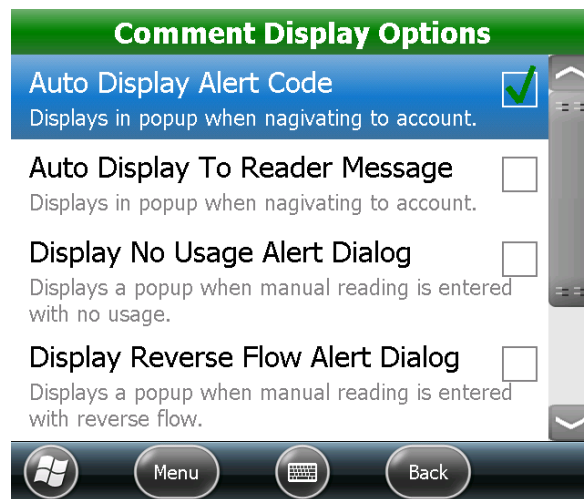 Comment Display Options
Auto Display Alert Code
Displays in popup when nagivating to account.
Auto Display To Reader Message
Displays in popup when nagivating to account.
Display No Usage Alert Dialog
Displays a popup when manual reading is entered
with no usage.
Display Reverse Flow Alert Dialog
Displays a popup when manual reading is entered
with reverse flow.
Menu
Back